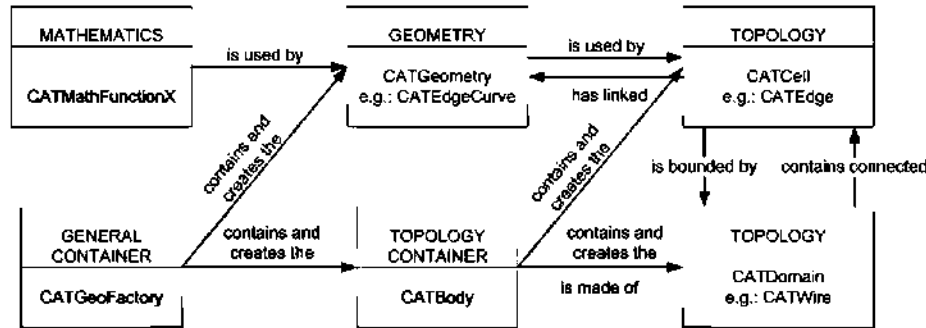 MATHEMATICS
CATMathFunctionX
is used by
GEOMETRY
CATGeometry
e.g.: CATEdgeCurve
is used by
has linked
TOPOLOGY
CATCell
e.g.: CATEdge
contains and
creates the
contains and
creates the
is bounded by
contains connected
GENERAL
CONTAINER
CATGeoFactory
contains and
creates the
TOPOLOGY
CONTAINER
CATBody
contains and
creates the
is made of
TOPOLOGY
CATDomain
e.g.: CATWire